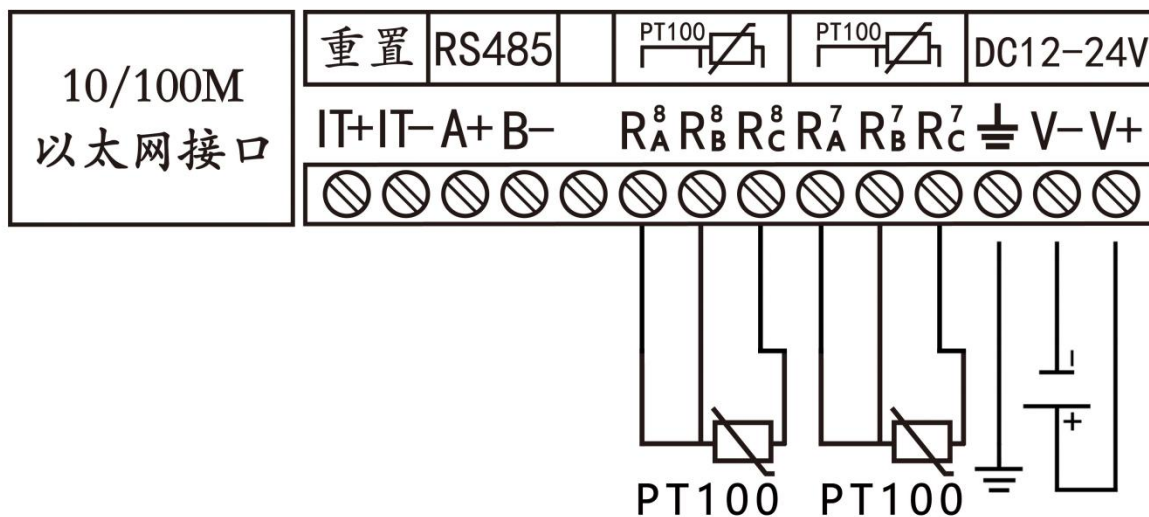 10/100M
以太网接口
重置 RS485 PT100 PT100 DC12-24V
IT+ IT- A+ B- R⁸A R⁸B R⁸C R⁷A R⁷B R⁷C V- V+
-
+
PT100 PT100